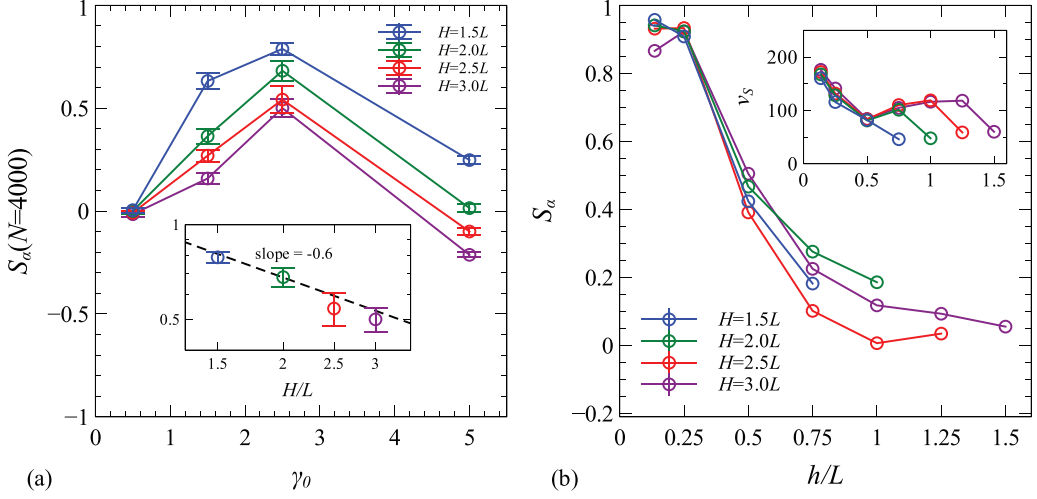 1
0.5
0
−0.5
−1
0
1
2
3
4
5
Sα(N=4000)
γ0
H=1.5L
H=2.0L
H=2.5L
H=3.0L
1
0.5
slope = -0.6
1.5
2
2.5
3
H/L
(a)
1
0.8
0.6
0.4
0.2
0
−0.2
0
0.25
0.5
0.75
1
1.25
1.5
Sα
h/L
H=1.5L
H=2.0L
H=2.5L
H=3.0L
200
100
0
0
0.5
1
1.5
vS
(b)